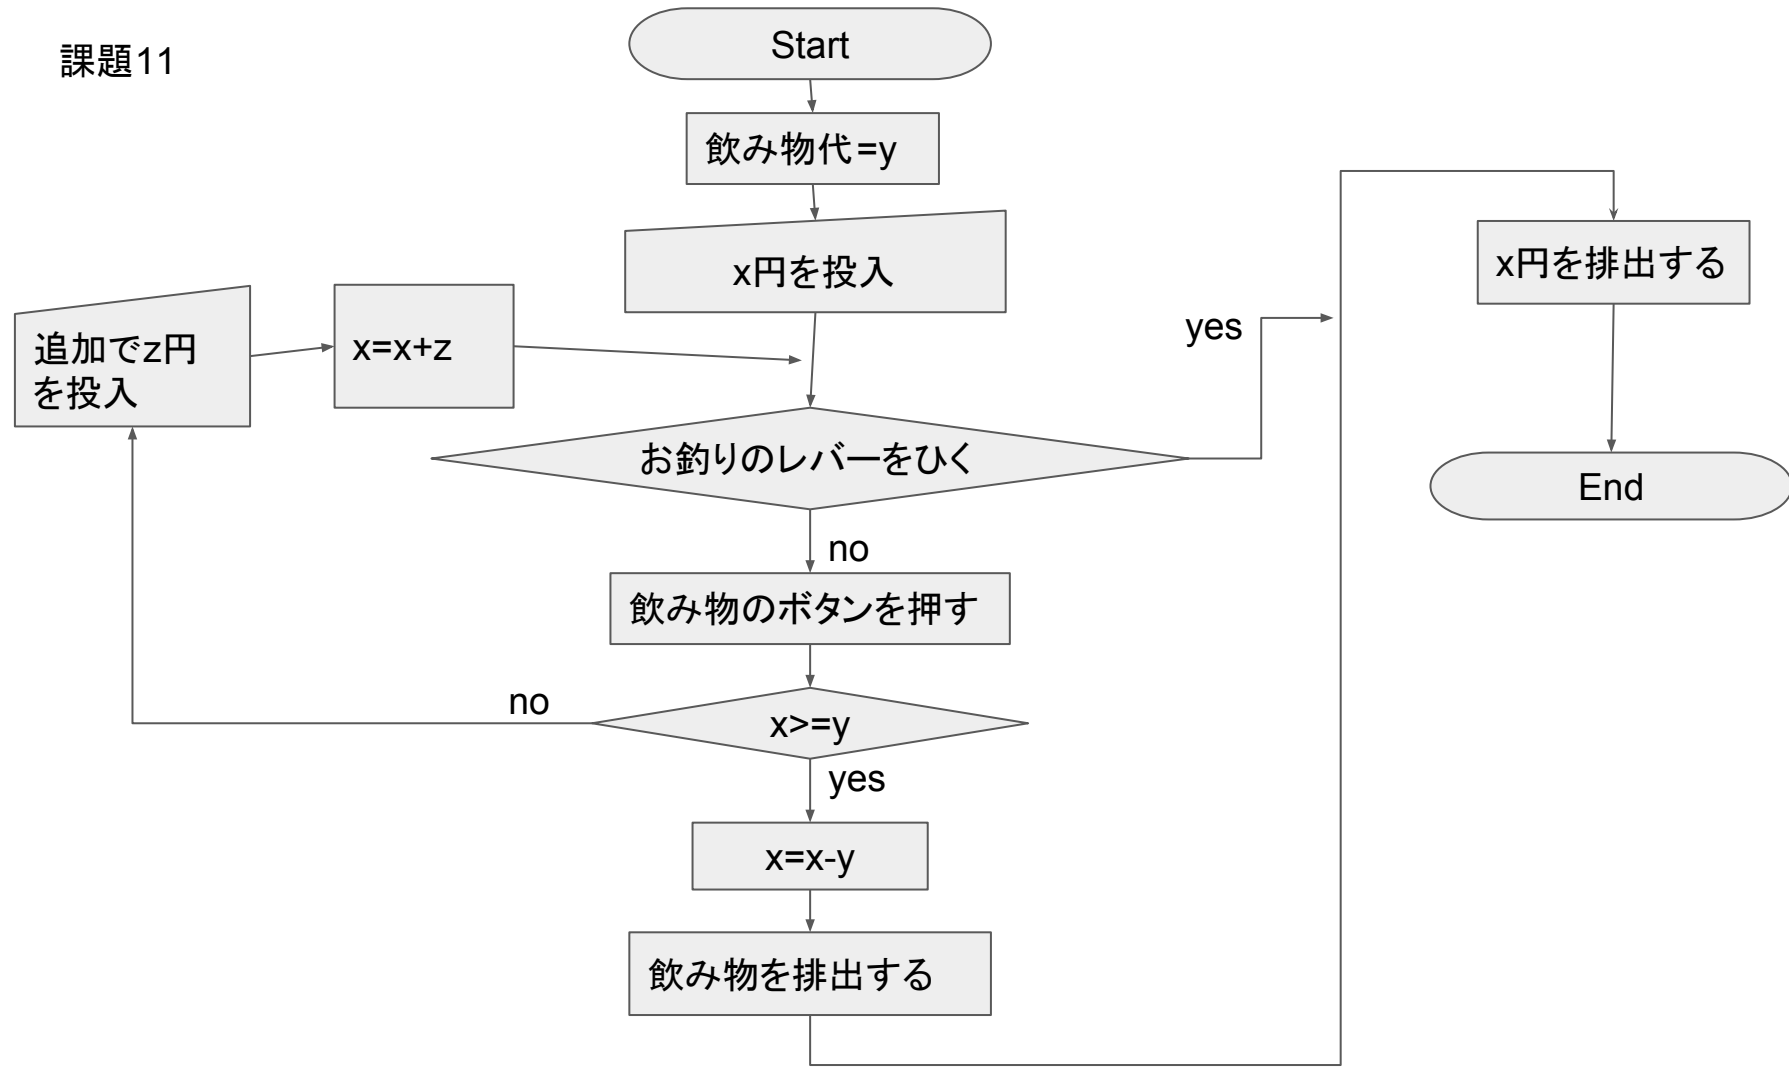 課題11
Start
飲み物代=y
x円を投入
追加でz円
を投入
x=x+z
お釣りのレバーをひく
yes
no
飲み物のボタンを押す
x>=y
no
yes
x=x-y
飲み物を排出する
x円を排出する
End